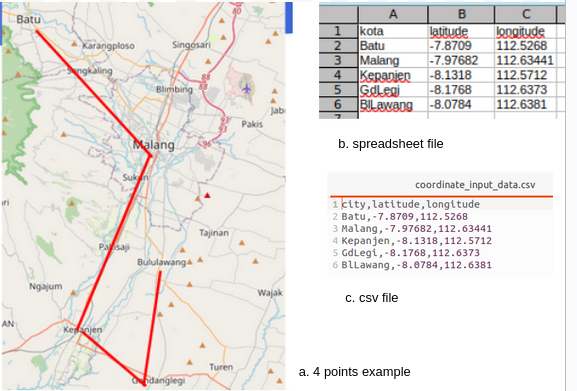 Batu
Karangploso
Singosari
Sengkaling
Blimbing
Pakis
Malang
Sukun
Tajinan
Pakisaji
Bululawang
Ngajum
Wajak
AN
Kepanjen
Turen
Gondanglegi
A B C
1 kota latitude longitude
2 Batu -7.8709 112.5268
3 Malang -7.97682 112.63441
4 Kepanjen -8.1318 112.5712
5 GdLegi -8.1768 112.6373
6 BlLawang -8.0784 112.6381
b. spreadsheet file
coordinate_input_data.csv
1 city,latitude,longitude
2 Batu,-7.8709,112.5268
3 Malang,-7.97682,112.63441
4 Kepanjen,-8.1318,112.5712
5 GdLegi,-8.1768,112.6373
6 BlLawang,-8.0784,112.6381
c. csv file
a. 4 points example